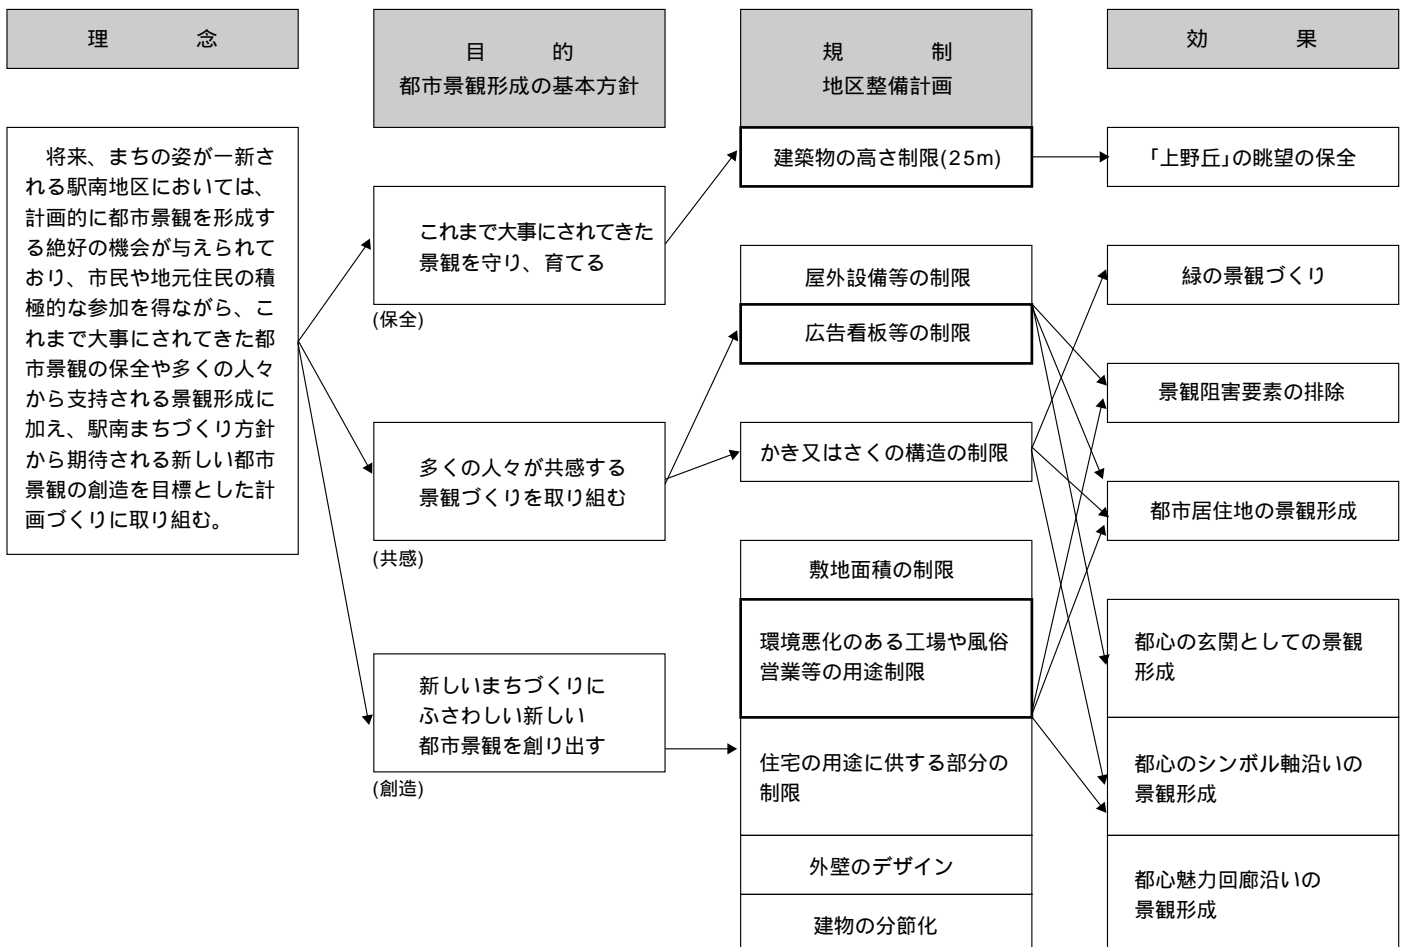 理　念
将来、まちの姿が一新さ
れる駅南地区においては、
計画的に都市景観を形成す
る絶好の機会が与えられて
おり、市民や地元住民の積
極的な参加を得ながら、こ
れまで大事にされてきた都
市景観の保全や多くの人々
から支持される景観形成に
加え、駅南まちづくり方針
から期待される新しい都市
景観の創造を目標とした計
画づくりに取り組む。
目　的
都市景観形成の基本方針
これまで大事にされてきた
景観を守り、育てる
(保全)
多くの人々が共感する
景観づくりを取り組む
(共感)
新しいまちづくりに
ふさわしい新しい
都市景観を創り出す
(創造)
規　制
地区整備計画
建築物の高さ制限(25m)
屋外設備等の制限
広告看板等の制限
かき又はさくの構造の制限
敷地面積の制限
環境悪化のある工場や風俗
営業等の用途制限
住宅の用途に供する部分の
制限
外壁のデザイン
建物の分節化
効　果
「上野丘」の眺望の保全
緑の景観づくり
景観阻害要素の排除
都市居住地の景観形成
都心の玄関としての景観
形成
都心のシンボル軸沿いの
景観形成
都心魅力回廊沿いの
景観形成